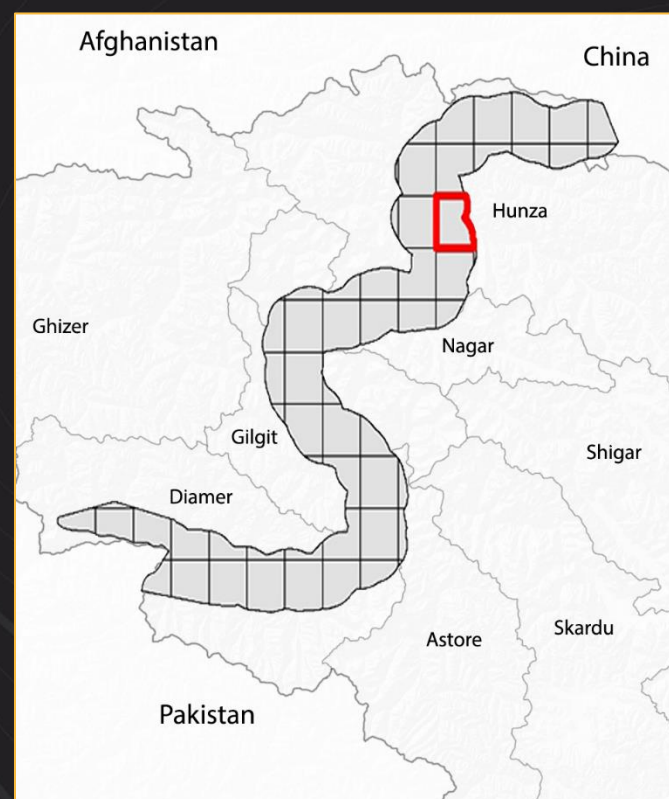 Afghanistan
China
Hunza
Ghizer
Nagar
Gilgit
Shigar
Diamer
Skardu
Astore
Pakistan